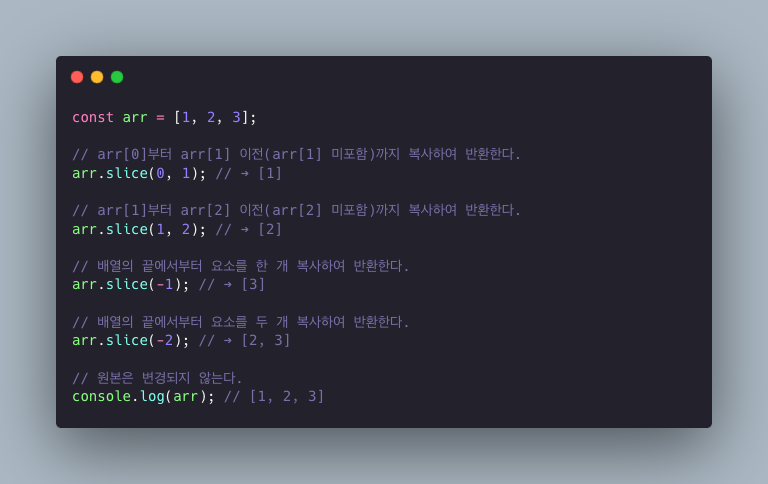 const arr = [1, 2, 3];
// arr[0]부터 arr[1] 이전(arr[1] 미포함)까지 복사하여 반환한다.
arr.slice(0, 1); // → [1]
// arr[1]부터 arr[2] 이전(arr[2] 미포함)까지 복사하여 반환한다.
arr.slice(1, 2); // → [2]
// 배열의 끝에서부터 요소를 한 개 복사하여 반환한다.
arr.slice(-1); // → [3]
// 배열의 끝에서부터 요소를 두 개 복사하여 반환한다.
arr.slice(-2); // → [2, 3]
// 원본은 변경되지 않는다.
console.log(arr); // [1, 2, 3]